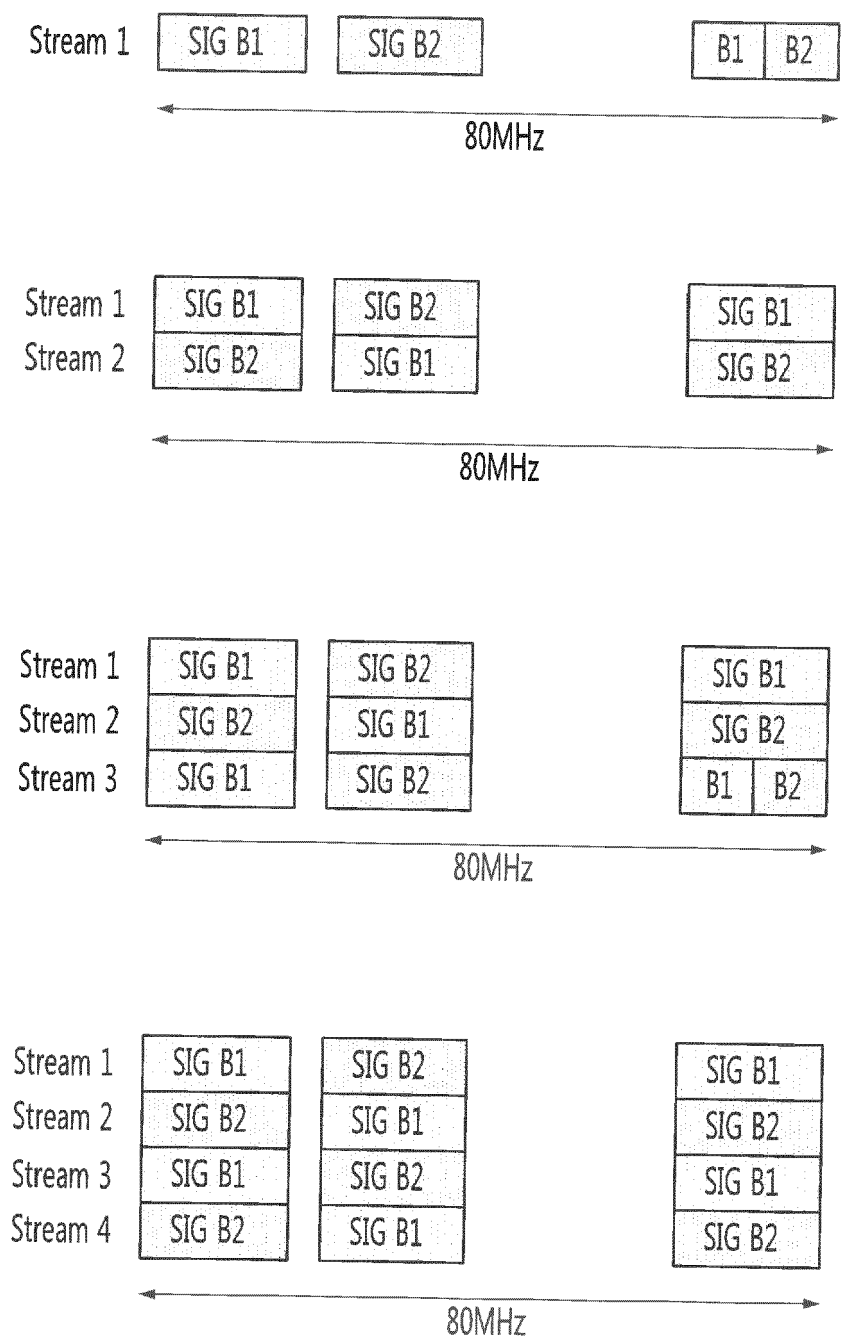 Stream 1 SIG B1 SIG B2 B1 B2
80MHz
Stream 1 SIG B1 SIG B2 SIG B1
Stream 2 SIG B2 SIG B1 SIG B2
80MHz
Stream 1 SIG B1 SIG B2 SIG B1
Stream 2 SIG B2 SIG B1 SIG B2
Stream 3 SIG B1 SIG B2 B1 B2
80MHz
Stream 1 SIG B1 SIG B2 SIG B1
Stream 2 SIG B2 SIG B1 SIG B2
Stream 3 SIG B1 SIG B2 SIG B1
Stream 4 SIG B2 SIG B1 SIG B2
80MHz